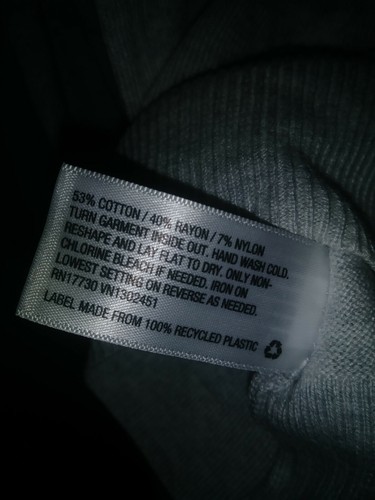 53% COTTON / 40% RAYON / 7% NYLON
TURN GARMENT INSIDE OUT. HAND WASH COLD.
RESHAPE AND LAY FLAT TO DRY. ONLY NON-
CHLORINE BLEACH IF NEEDED. IRON ON
LOWEST SETTING ON REVERSE AS NEEDED.
RN17730 VN1302451
LABEL MADE FROM 100% RECYCLED PLASTIC